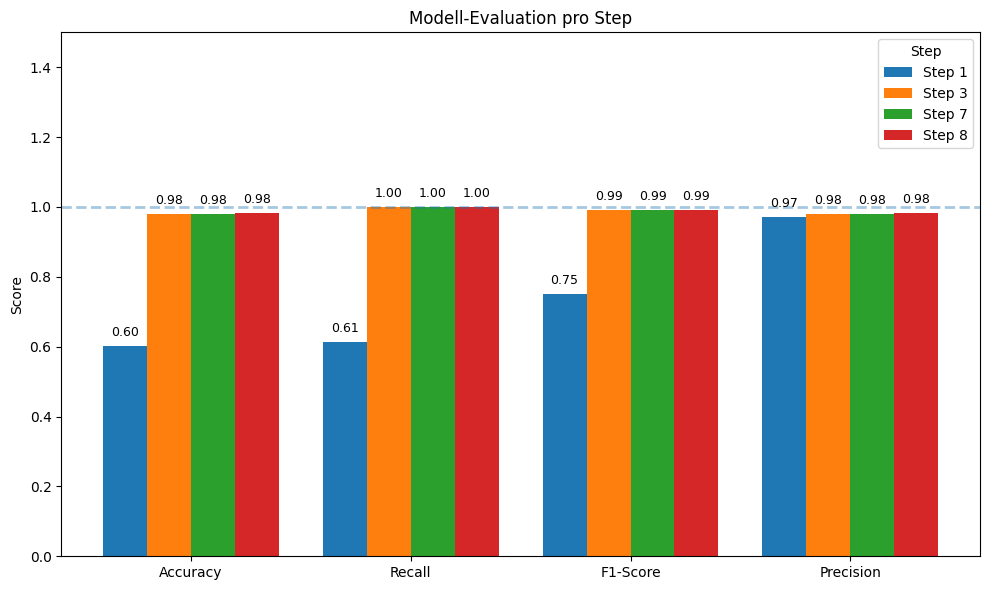 Modell-Evaluation pro Step
Score
1.4
1.2
1.0
0.8
0.6
0.4
0.2
0.0
Step
Step 1
Step 3
Step 7
Step 8
0.60
0.98
0.98
0.98
0.61
1.00
1.00
1.00
0.75
0.99
0.99
0.99
0.97
0.98
0.98
0.98
Accuracy
Recall
F1-Score
Precision